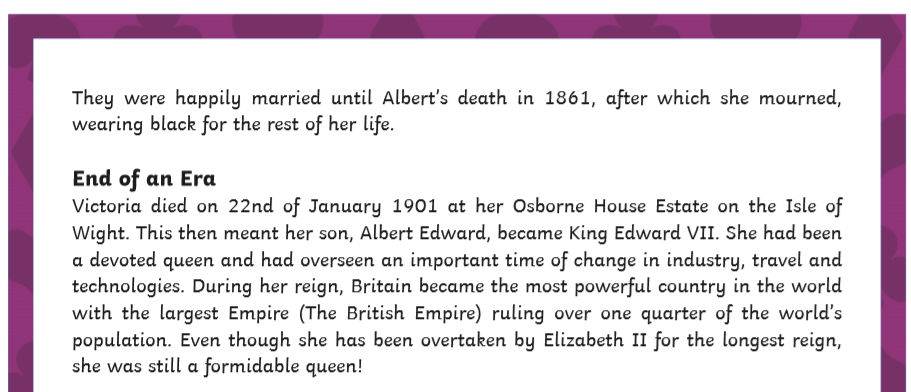 They were happily married until Albert's death in 1861, after which she mourned,
wearing black for the rest of her life.
End of an Era
Victoria died on 22nd of January 1901 at her Osborne House Estate on the Isle of
Wight. This then meant her son, Albert Edward, became King Edward VII. She had been
a devoted queen and had overseen an important time of change in industry, travel and
technologies. During her reign, Britain became the most powerful country in the world
with the largest Empire (The British Empire) ruling over one quarter of the world's
population. Even though she has been overtaken by Elizabeth II for the longest reign,
she was still a formidable queen!